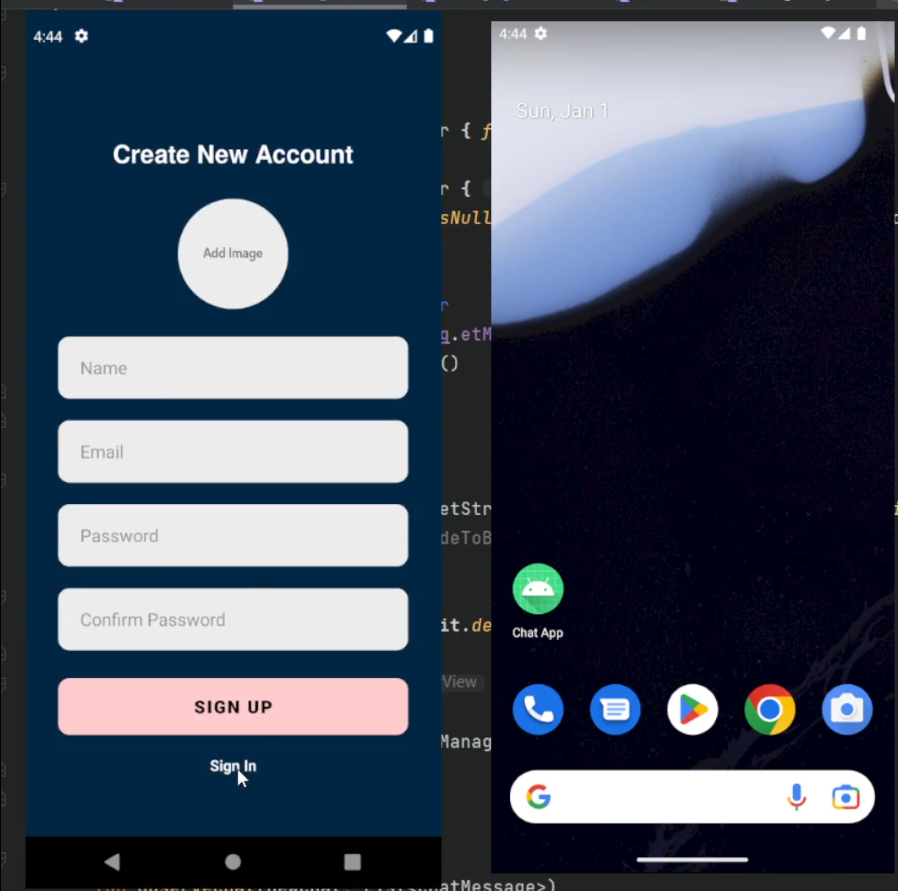 4:44
Create New Account
Add Image
Name
Email
Password
Confirm Password
SIGN UP
Sign In
r { f
r {
sNull
r
g.etM
()
etStr
deToB
it.de
View
Manag
4:44
Sun, Jan 1
Chat App